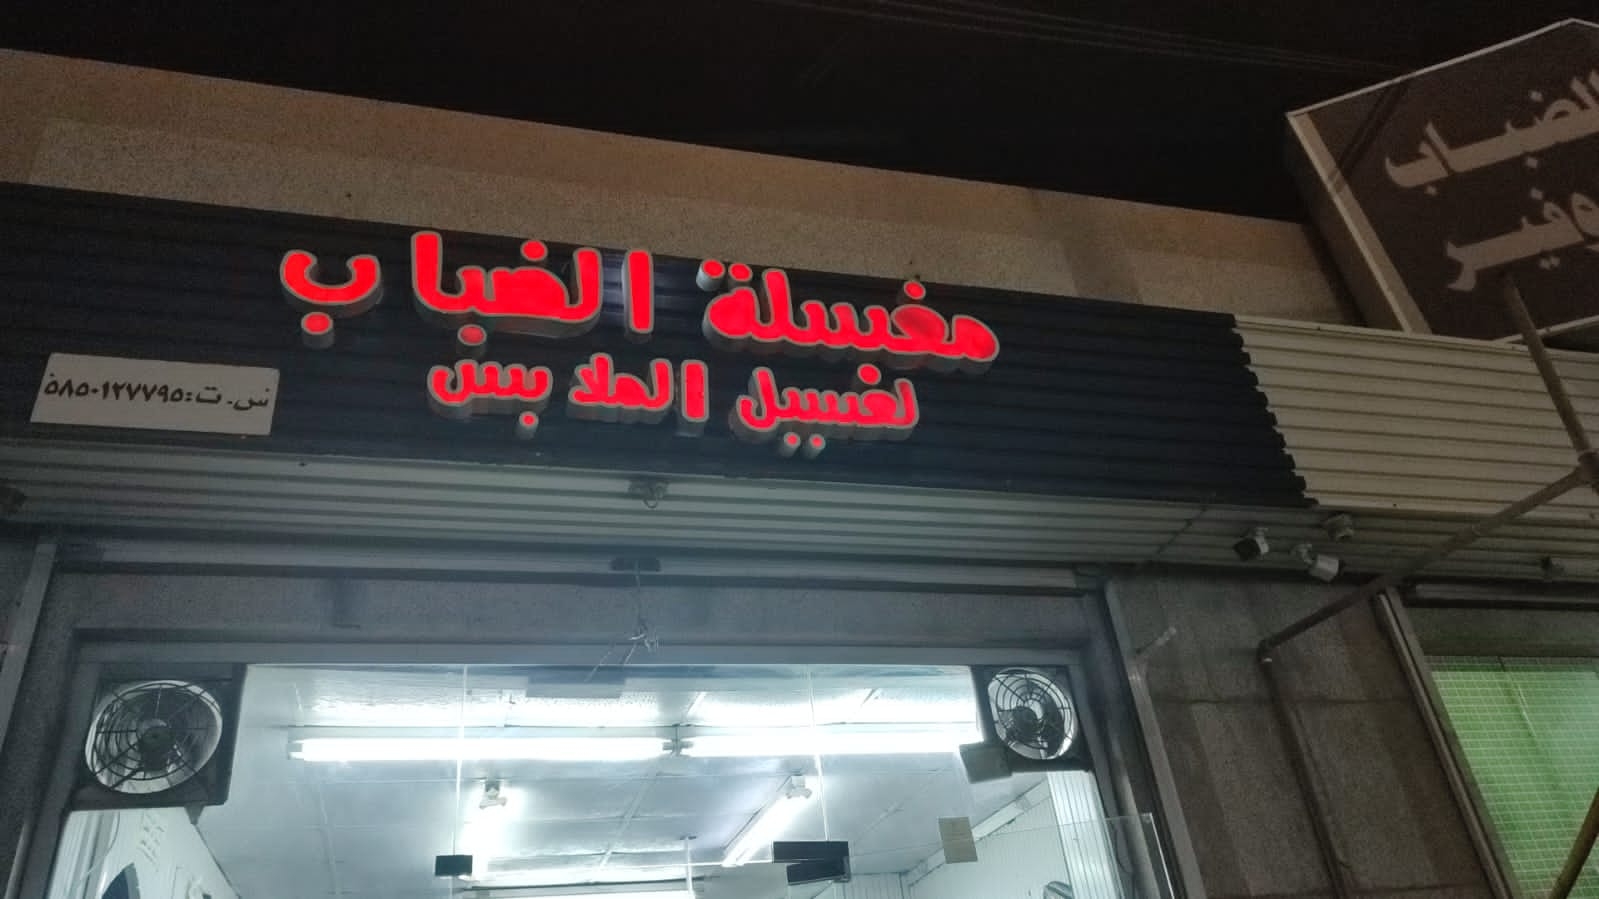 مغسلة الضباب
لغسيل الملابس
س.ت:٥٨٥٠١٢٧٧٩٥
الضباب